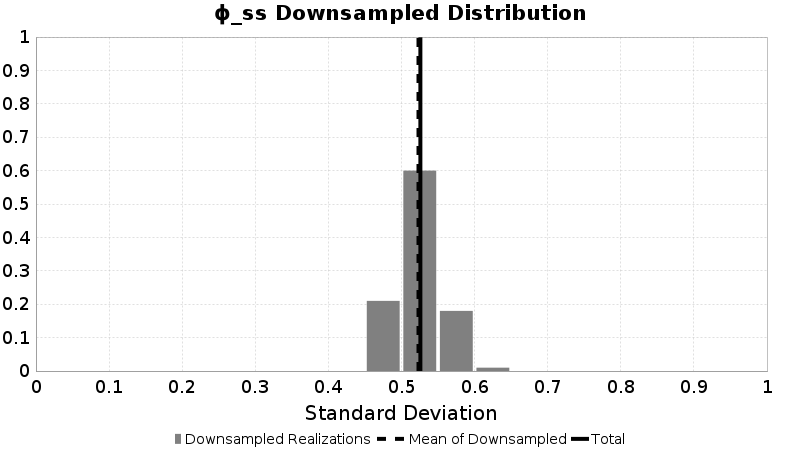 ϕ_ss Downsampled Distribution
1
0.9
0.8
0.7
0.6
0.5
0.4
0.3
0.2
0.1
0
0 0.1 0.2 0.3 0.4 0.5 0.6 0.7 0.8 0.9 1
Standard Deviation
Downsampled Realizations Mean of Downsampled Total